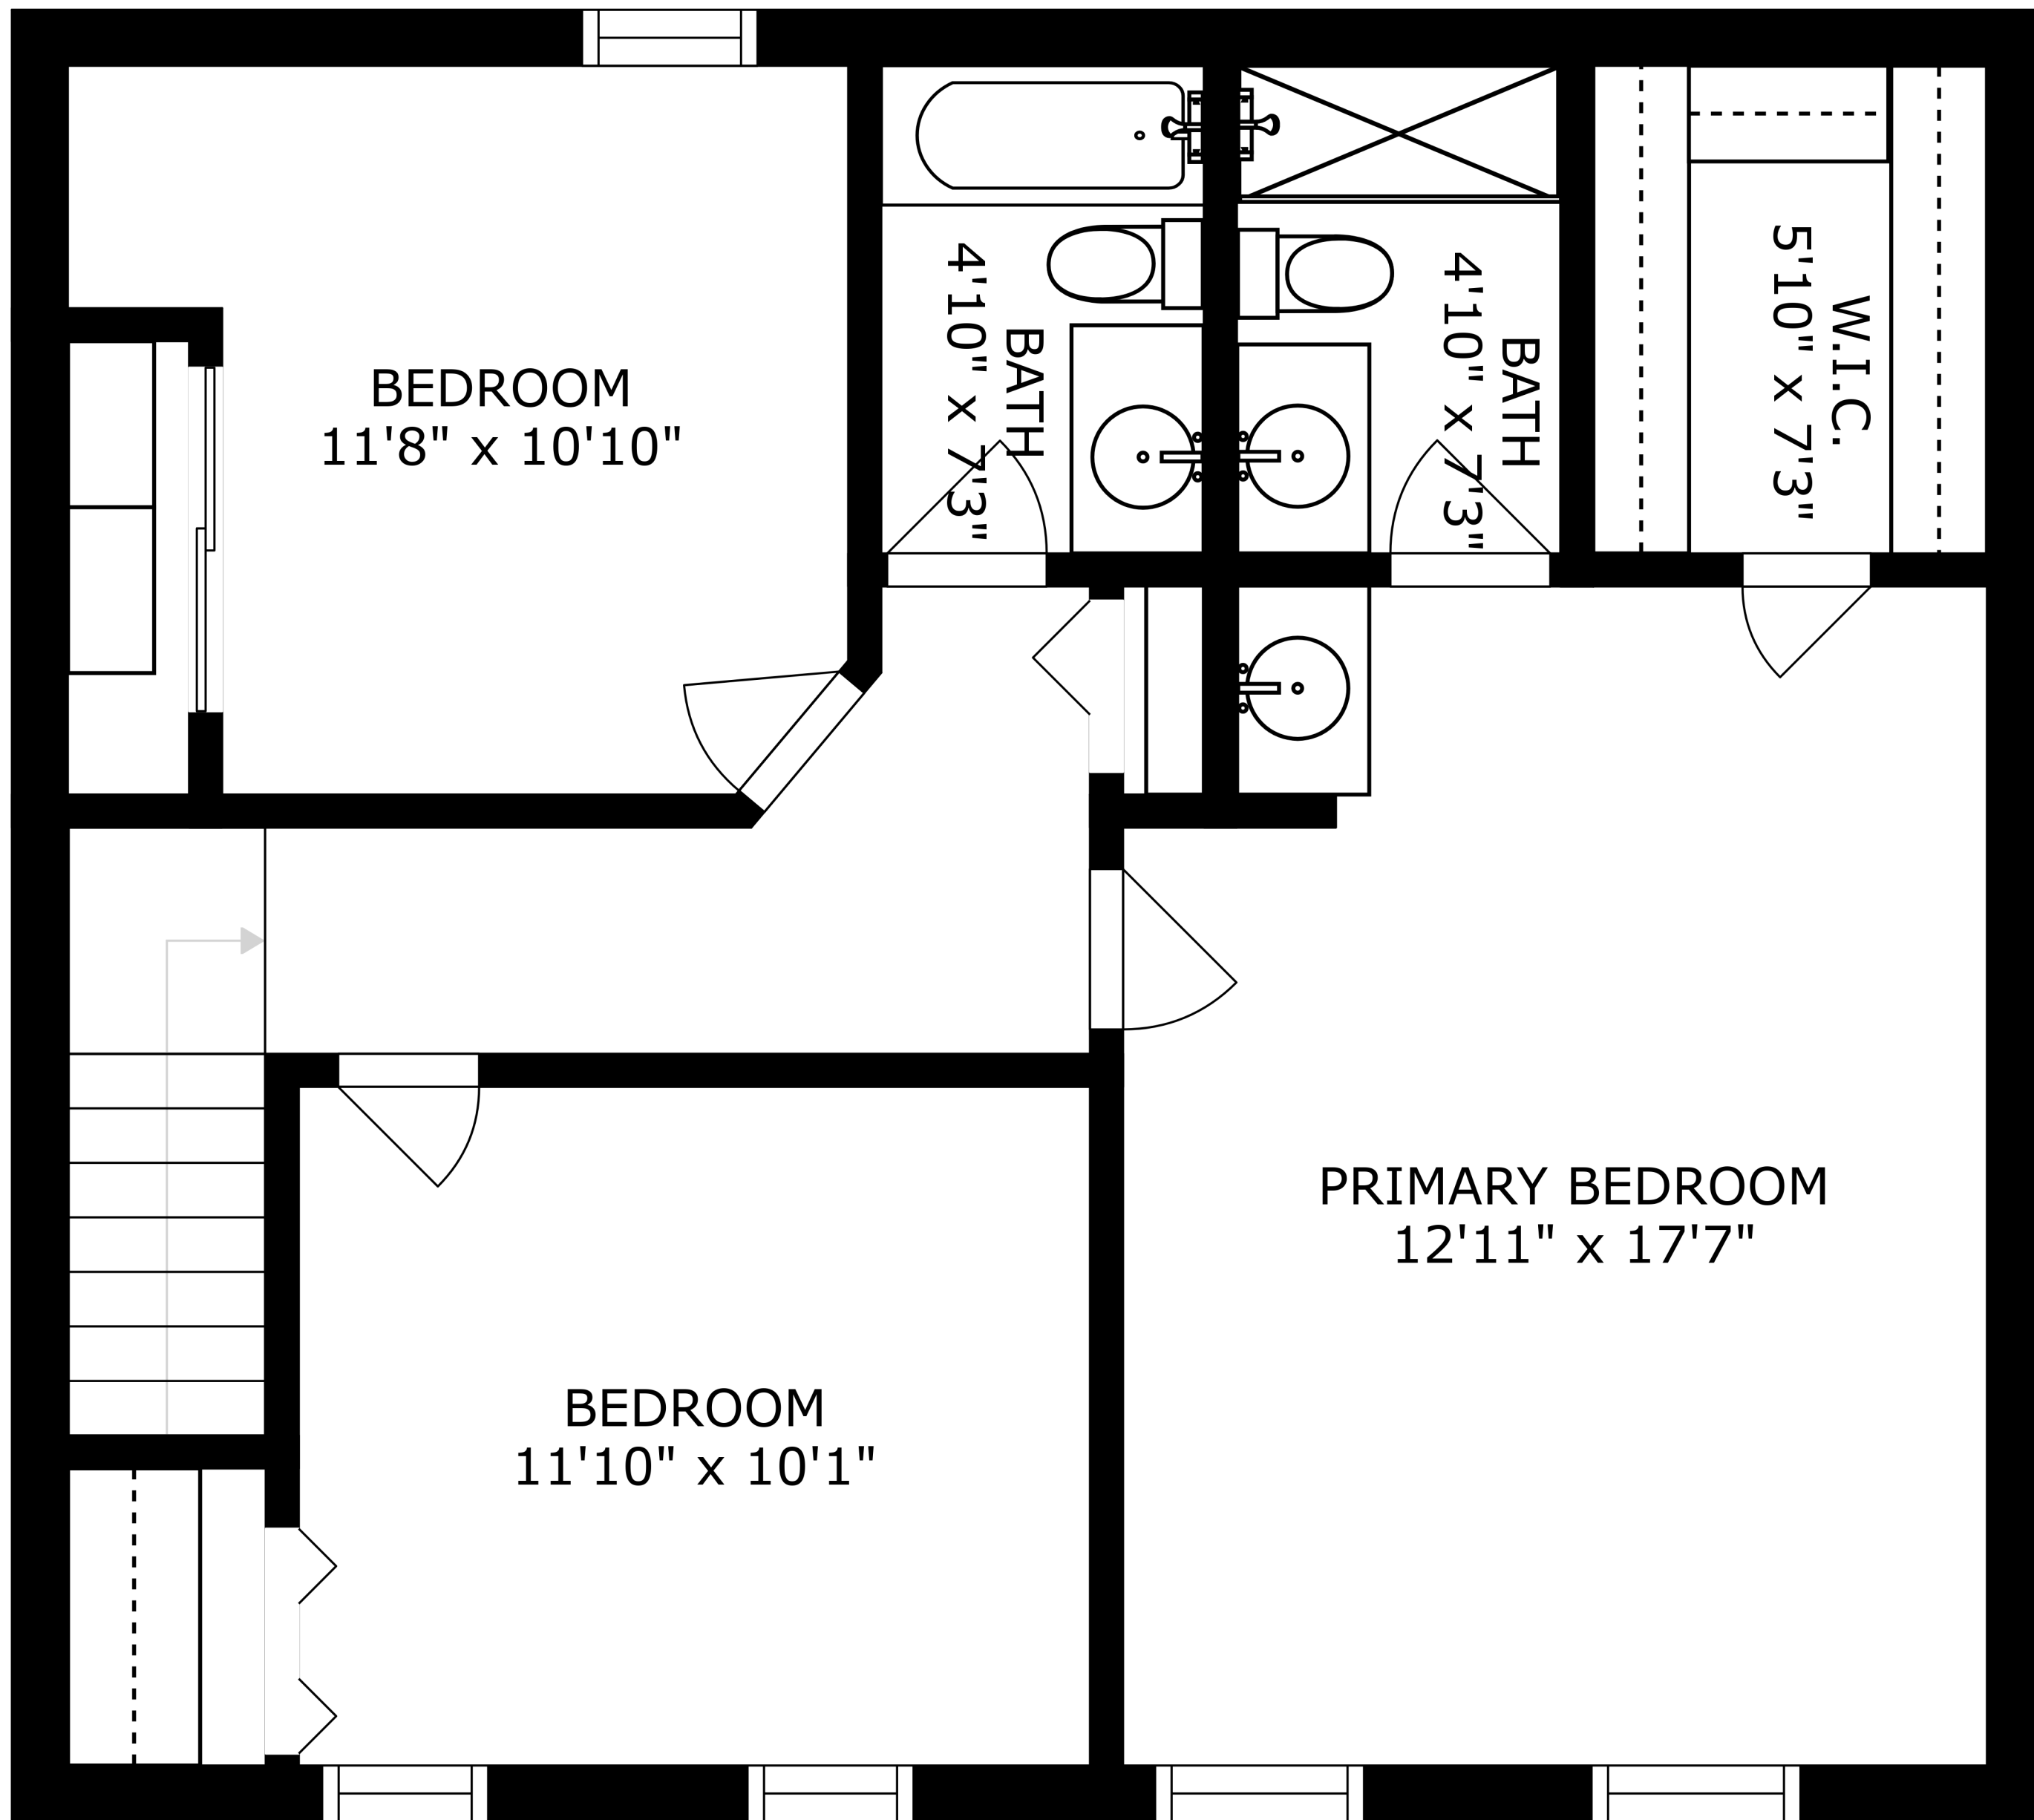 BEDROOM
11'8" x 10'10"
BATH
4'10" x 7'3"
BATH
4'10" x 7'3"
W.I.C.
5'10" x 7'3"
PRIMARY BEDROOM
12'11" x 17'7"
BEDROOM
11'10" x 10'1"